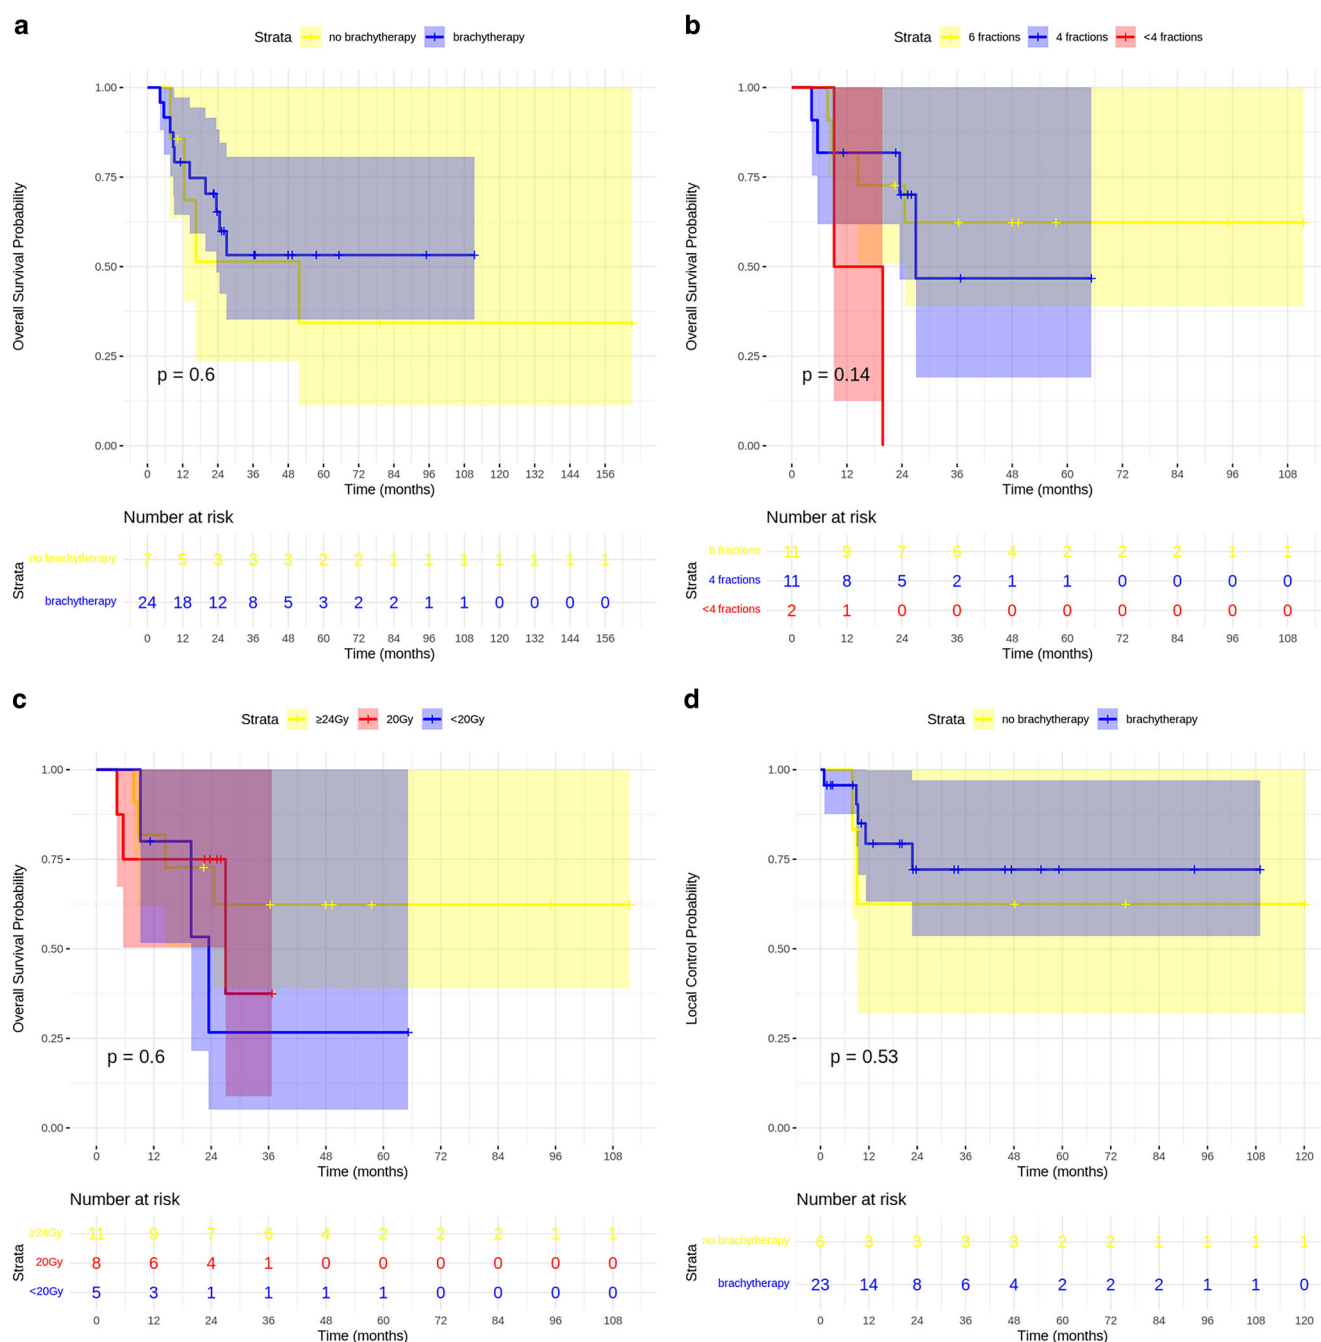 a
Strata no brachytherapy brachytherapy
1.00
0.75
0.50
0.25
0.00
Overall Survival Probability
p = 0.6
0 12 24 36 48 60 72 84 96 108 120 132 144 156
Time (months)
Number at risk
Strata
no brachytherapy 7 5 3 3 3 2 2 1 1 1 1 1 1 1
brachytherapy 24 18 12 8 5 3 2 2 1 1 0 0 0 0
0 12 24 36 48 60 72 84 96 108 120 132 144 156
Time (months)
b
Strata 6 fractions 4 fractions <4 fractions
1.00
0.75
0.50
0.25
0.00
Overall Survival Probability
p = 0.14
0 12 24 36 48 60 72 84 96 108
Time (months)
Number at risk
Strata
6 fractions 11 9 7 6 4 2 2 2 1 1
4 fractions 11 8 5 2 1 1 0 0 0 0
<4 fractions 2 1 0 0 0 0 0 0 0 0
0 12 24 36 48 60 72 84 96 108
Time (months)
c
Strata ≥24Gy 20Gy <20Gy
1.00
0.75
0.50
0.25
0.00
Overall Survival Probability
p = 0.6
0 12 24 36 48 60 72 84 96 108
Time (months)
Number at risk
Strata
≥24Gy 11 9 7 6 4 2 2 2 1 1
20Gy 8 6 4 1 0 0 0 0 0 0
<20Gy 5 3 1 1 1 1 0 0 0 0
0 12 24 36 48 60 72 84 96 108
Time (months)
d
Strata no brachytherapy brachytherapy
1.00
0.75
0.50
0.25
0.00
Local Control Probability
p = 0.53
0 12 24 36 48 60 72 84 96 108 120
Time (months)
Number at risk
Strata
no brachytherapy 6 3 3 3 3 2 2 1 1 1 1
brachytherapy 23 14 8 6 4 2 2 2 1 1 0
0 12 24 36 48 60 72 84 96 108 120
Time (months)